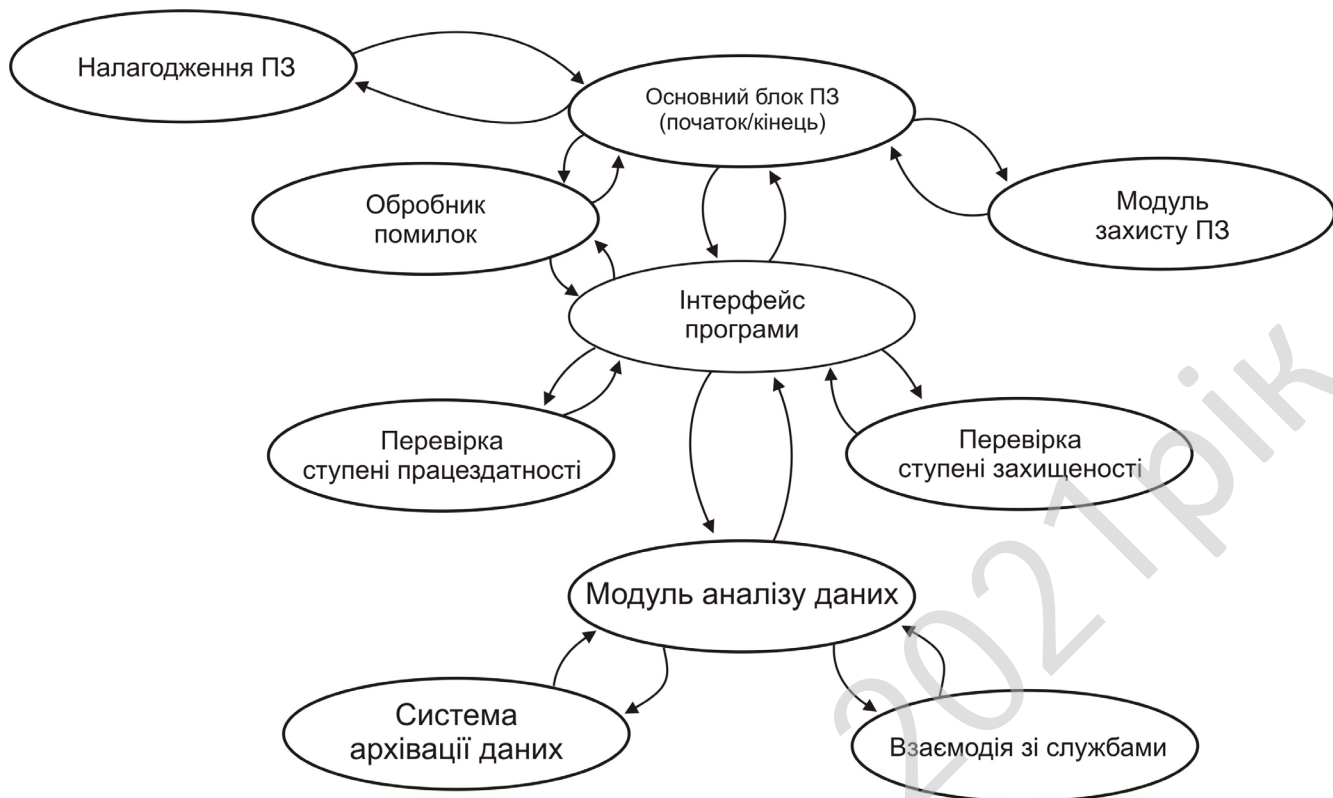 Налагодження ПЗ
Основний блок ПЗ
(початок/кінець)
Обробник
помилок
Модуль
захисту ПЗ
Інтерфейс
програми
Перевірка
ступені працездатності
Перевірка
ступені захищеності
Модуль аналізу даних
Система
архівації даних
Взаємодія зі службами
2021рік